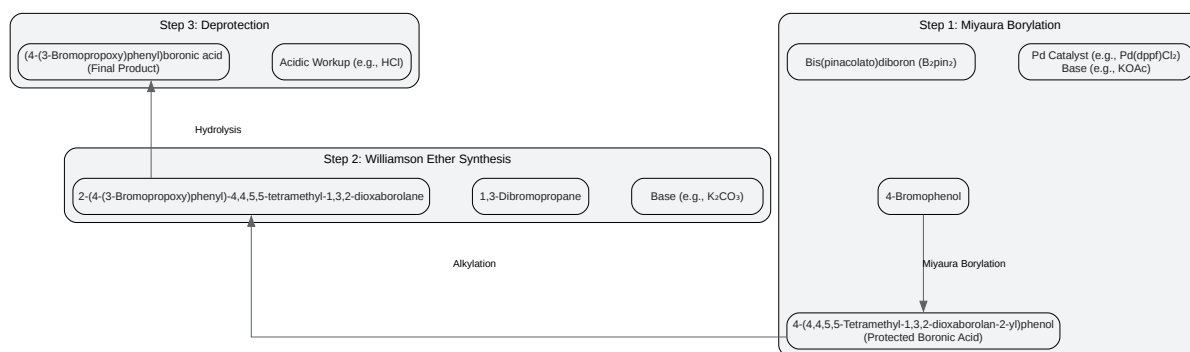 Step 3: Deprotection
(4-(3-Bromopropoxy)phenyl)boronic acid
(Final Product)
Acidic Workup (e.g., HCl)
Hydrolysis
Step 2: Williamson Ether Synthesis
2-(4-(3-Bromopropoxy)phenyl)-4,4,5,5-tetramethyl-1,3,2-dioxaborolane
1,3-Dibromopropane
Base (e.g., K₂CO₃)
Alkylation
Step 1: Miyaura Borylation
Bis(pinacolato)diboron (B₂pin₂)
Pd Catalyst (e.g., Pd(dppf)Cl₂)
Base (e.g., KOAc)
4-Bromophenol
Miyaura Borylation
4-(4,4,5,5-Tetramethyl-1,3,2-dioxaborolan-2-yl)phenol
(Protected Boronic Acid)